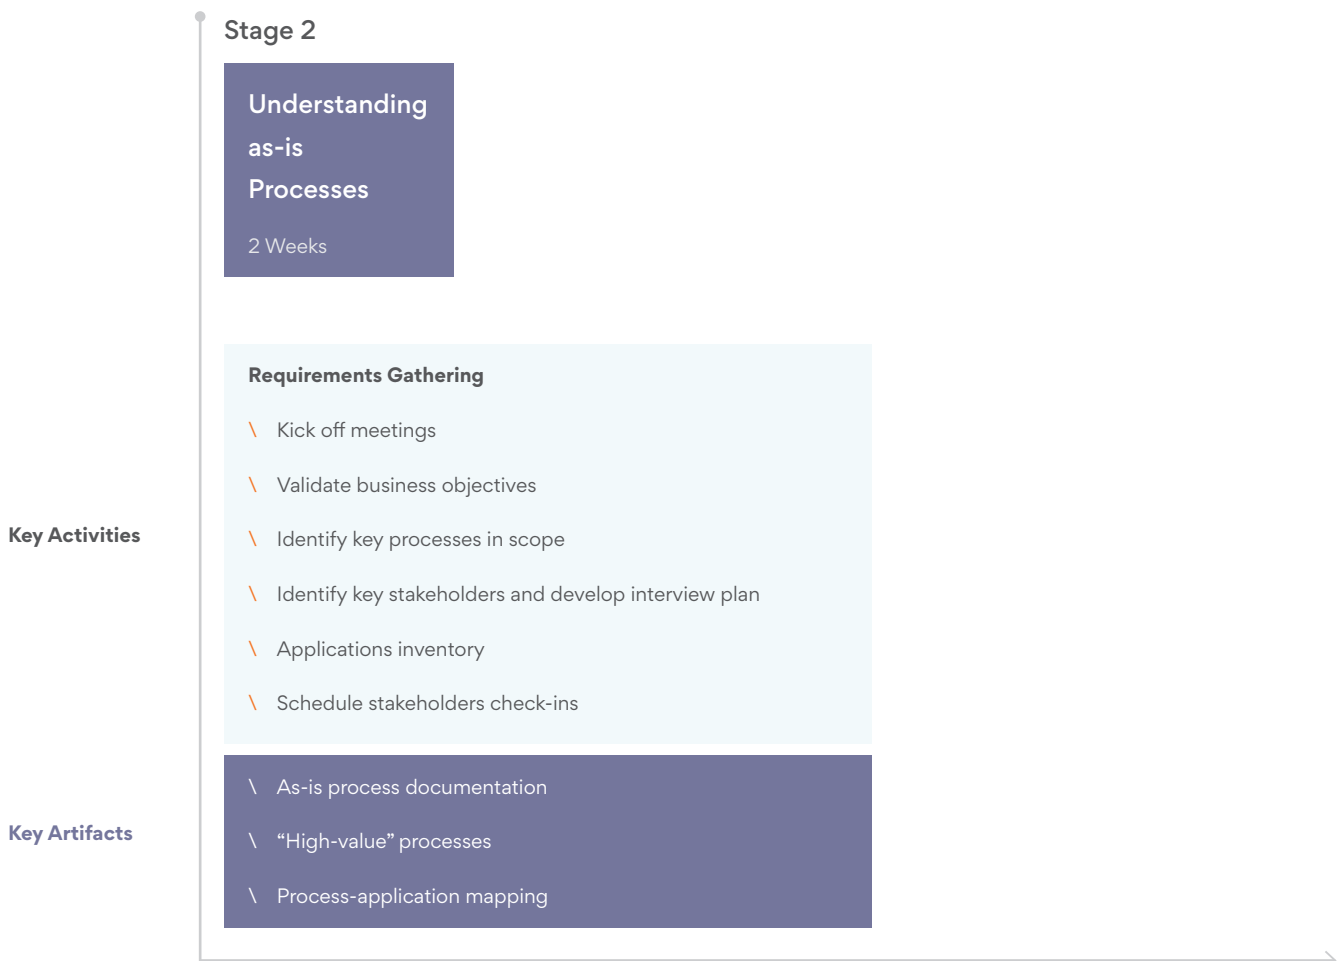 Stage 2
Understanding
as-is
Processes
2 Weeks
Key Activities
Requirements Gathering
\ Kick off meetings
\ Validate business objectives
\ Identify key processes in scope
\ Identify key stakeholders and develop interview plan
\ Applications inventory
\ Schedule stakeholders check-ins
Key Artifacts
\ As-is process documentation
\ “High-value” processes
\ Process-application mapping